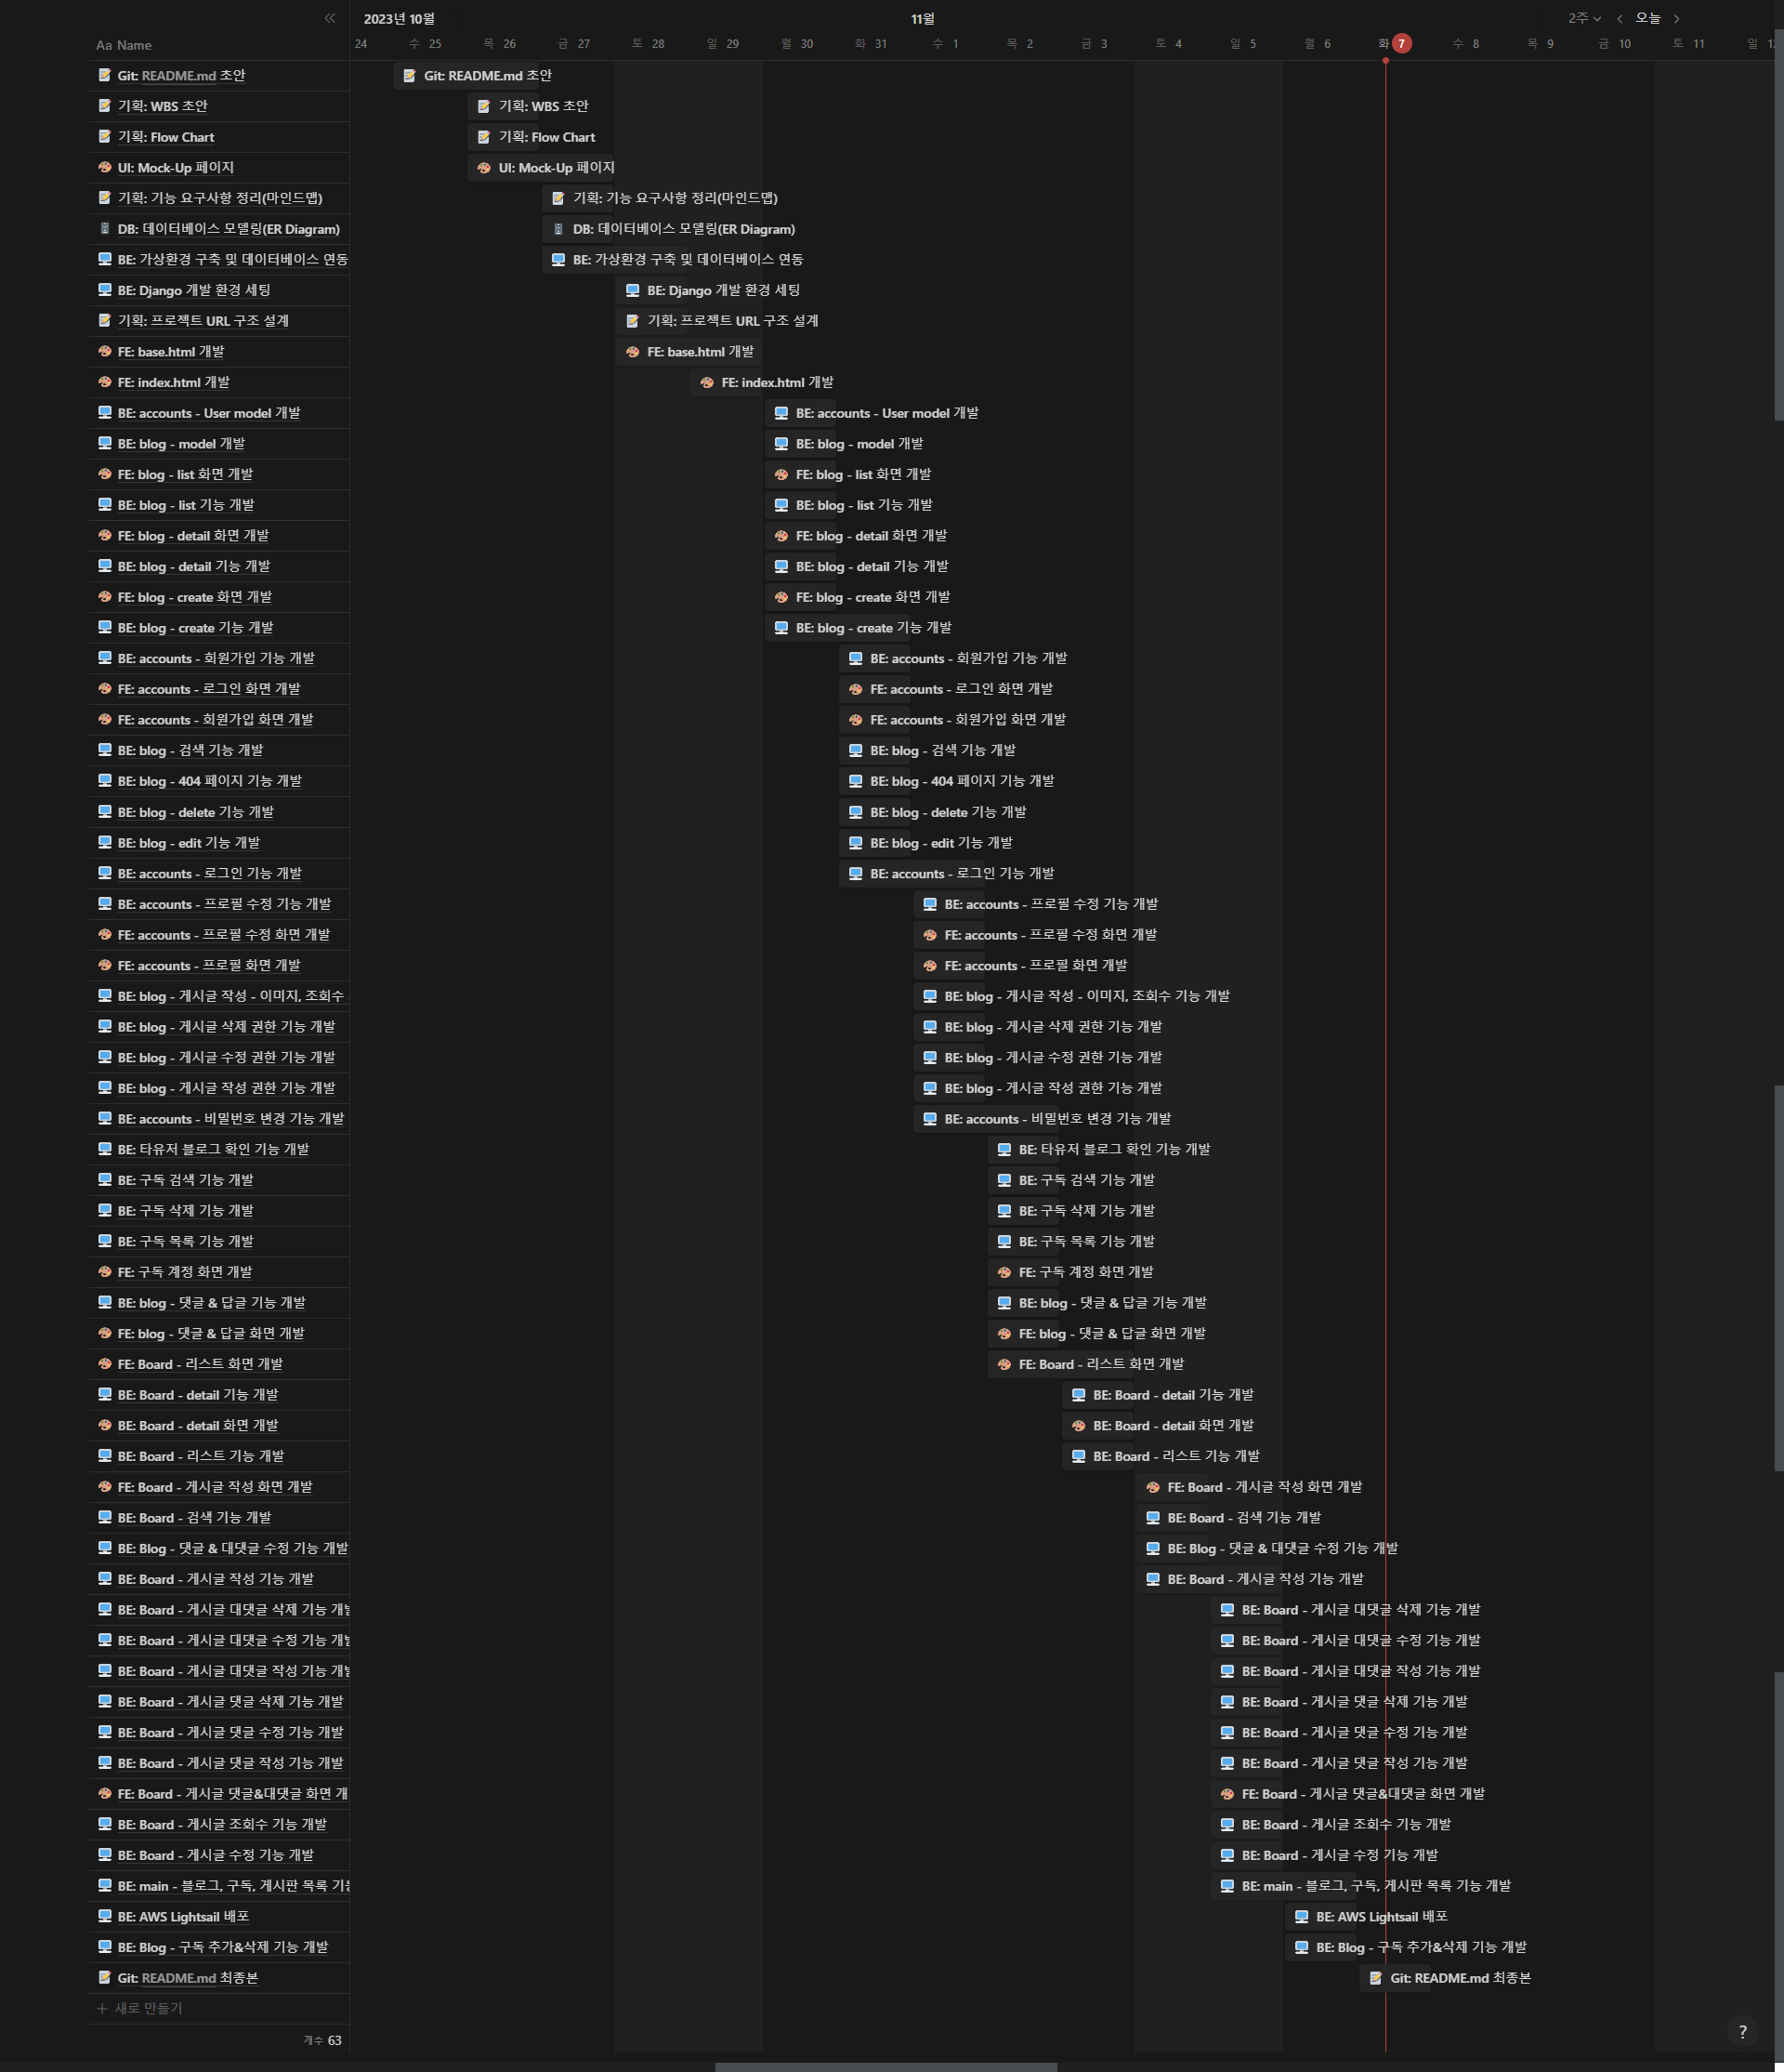 2023년 10월 11월 2주 오늘
Aa Name 24 수 25 목 26 금 27 토 28 일 29 월 30 화 31 수 1 목 2 금 3 토 4 일 5 월 6 화 7 수 8 목 9 금 10 토 11 일
Git: README.md 초안 Git: README.md 초안
기획: WBS 초안 기획: WBS 초안
기획: Flow Chart 기획: Flow Chart
UI: Mock-Up 페이지 UI: Mock-Up 페이지
기획: 기능 요구사항 정리(마인드맵) 기획: 기능 요구사항 정리(마인드맵)
DB: 데이터베이스 모델링(ER Diagram) DB: 데이터베이스 모델링(ER Diagram)
BE: 가상환경 구축 및 데이터베이스 연동 BE: 가상환경 구축 및 데이터베이스 연동
BE: Django 개발 환경 세팅 BE: Django 개발 환경 세팅
기획: 프로젝트 URL 구조 설계 기획: 프로젝트 URL 구조 설계
FE: base.html 개발 FE: base.html 개발
FE: index.html 개발 FE: index.html 개발
BE: accounts - User model 개발 BE: accounts - User model 개발
BE: blog - model 개발 BE: blog - model 개발
FE: blog - list 화면 개발 FE: blog - list 화면 개발
BE: blog - list 기능 개발 BE: blog - list 기능 개발
FE: blog - detail 화면 개발 FE: blog - detail 화면 개발
BE: blog - detail 기능 개발 BE: blog - detail 기능 개발
FE: blog - create 화면 개발 FE: blog - create 화면 개발
BE: blog - create 기능 개발 BE: blog - create 기능 개발
BE: accounts - 회원가입 기능 개발 BE: accounts - 회원가입 기능 개발
FE: accounts - 로그인 화면 개발 FE: accounts - 로그인 화면 개발
FE: accounts - 회원가입 화면 개발 FE: accounts - 회원가입 화면 개발
BE: blog - 검색 기능 개발 BE: blog - 검색 기능 개발
BE: blog - 404 페이지 기능 개발 BE: blog - 404 페이지 기능 개발
BE: blog - delete 기능 개발 BE: blog - delete 기능 개발
BE: blog - edit 기능 개발 BE: blog - edit 기능 개발
BE: accounts - 로그인 기능 개발 BE: accounts - 로그인 기능 개발
BE: accounts - 프로필 수정 기능 개발 BE: accounts - 프로필 수정 기능 개발
FE: accounts - 프로필 수정 화면 개발 FE: accounts - 프로필 수정 화면 개발
FE: accounts - 프로필 화면 개발 FE: accounts - 프로필 화면 개발
BE: blog - 게시글 작성 - 이미지, 조회수 BE: blog - 게시글 작성 - 이미지, 조회수 기능 개발
BE: blog - 게시글 삭제 권한 기능 개발 BE: blog - 게시글 삭제 권한 기능 개발
BE: blog - 게시글 수정 권한 기능 개발 BE: blog - 게시글 수정 권한 기능 개발
BE: blog - 게시글 작성 권한 기능 개발 BE: blog - 게시글 작성 권한 기능 개발
BE: accounts - 비밀번호 변경 기능 개발 BE: accounts - 비밀번호 변경 기능 개발
BE: 타유저 블로그 확인 기능 개발 BE: 타유저 블로그 확인 기능 개발
BE: 구독 검색 기능 개발 BE: 구독 검색 기능 개발
BE: 구독 삭제 기능 개발 BE: 구독 삭제 기능 개발
BE: 구독 목록 기능 개발 BE: 구독 목록 기능 개발
FE: 구독 계정 화면 개발 FE: 구독 계정 화면 개발
BE: blog - 댓글 & 답글 기능 개발 BE: blog - 댓글 & 답글 기능 개발
FE: blog - 댓글 & 답글 화면 개발 FE: blog - 댓글 & 답글 화면 개발
FE: Board - 리스트 화면 개발 FE: Board - 리스트 화면 개발
BE: Board - detail 기능 개발 BE: Board - detail 기능 개발
BE: Board - detail 화면 개발 BE: Board - detail 화면 개발
BE: Board - 리스트 기능 개발 BE: Board - 리스트 기능 개발
FE: Board - 게시글 작성 화면 개발 FE: Board - 게시글 작성 화면 개발
BE: Board - 검색 기능 개발 BE: Board - 검색 기능 개발
BE: Blog - 댓글 & 대댓글 수정 기능 개발 BE: Blog - 댓글 & 대댓글 수정 기능 개발
BE: Board - 게시글 작성 기능 개발 BE: Board - 게시글 작성 기능 개발
BE: Board - 게시글 대댓글 삭제 기능 BE: Board - 게시글 대댓글 삭제 기능 개발
BE: Board - 게시글 대댓글 수정 기능 BE: Board - 게시글 대댓글 수정 기능 개발
BE: Board - 게시글 대댓글 작성 기능 BE: Board - 게시글 대댓글 작성 기능 개발
BE: Board - 게시글 댓글 삭제 기능 개발 BE: Board - 게시글 댓글 삭제 기능 개발
BE: Board - 게시글 댓글 수정 기능 개발 BE: Board - 게시글 댓글 수정 기능 개발
BE: Board - 게시글 댓글 작성 기능 개발 BE: Board - 게시글 댓글 작성 기능 개발
FE: Board - 게시글 댓글&대댓글 화면 개 FE: Board - 게시글 댓글&대댓글 화면 개발
BE: Board - 게시글 조회수 기능 개발 BE: Board - 게시글 조회수 기능 개발
BE: Board - 게시글 수정 기능 개발 BE: Board - 게시글 수정 기능 개발
BE: main - 블로그, 구독, 게시판 목록 BE: main - 블로그, 구독, 게시판 목록 기능 개발
BE: AWS Lightsail 배포 BE: AWS Lightsail 배포
BE: Blog - 구독 추가&삭제 기능 개발 BE: Blog - 구독 추가&삭제 기능 개발
Git: README.md 최종본 Git: README.md 최종본
+ 새로 만들기
개수 63 ?